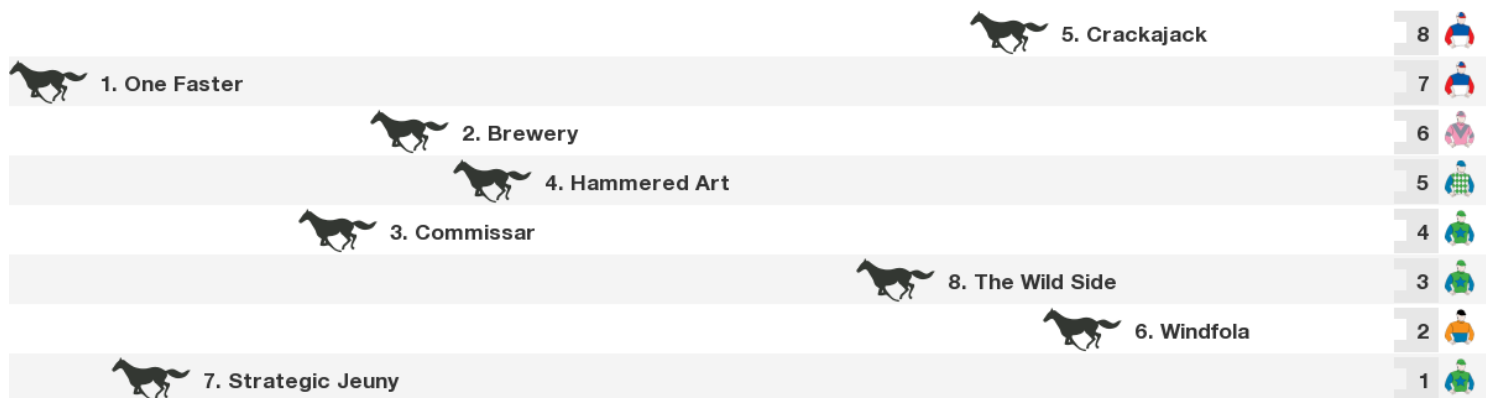 5. Crackajack 8
1. One Faster 7
2. Brewery 6
4. Hammered Art 5
3. Commissar 4
8. The Wild Side 3
6. Windfola 2
7. Strategic Jeuny 1